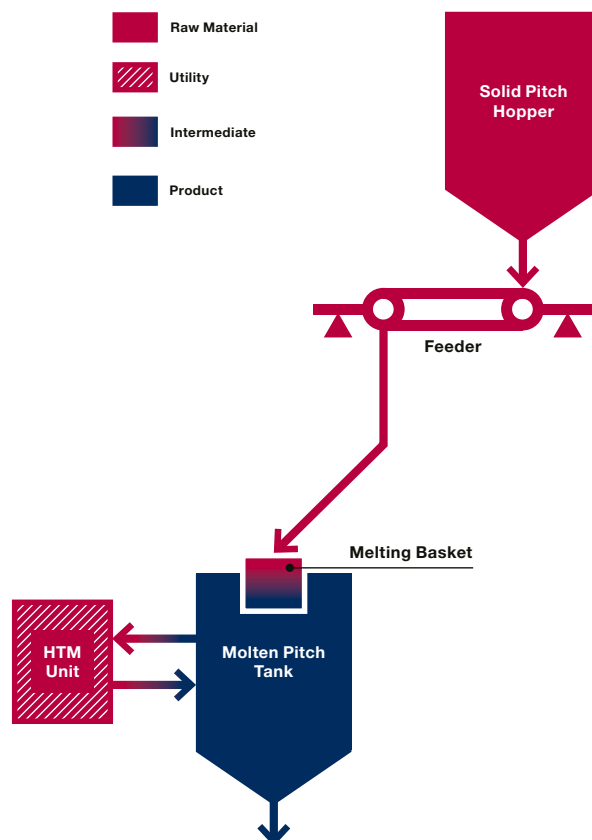 Raw Material
Utility
Intermediate
Product
Solid Pitch
Hopper
Feeder
Melting Basket
HTM
Unit
Molten Pitch
Tank